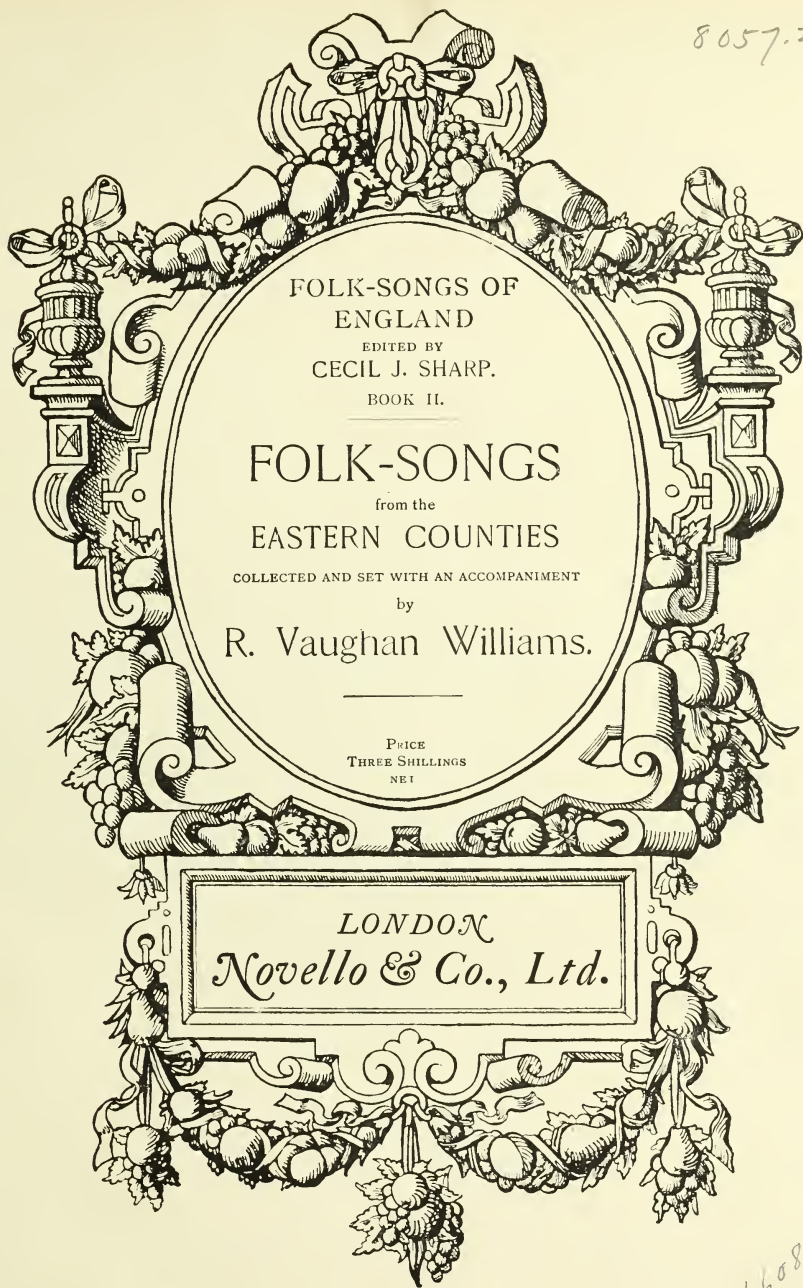 8057.
FOLK-SONGS OF
ENGLAND
EDITED BY
CECIL J. SHARP.
BOOK II.
FOLK-SONGS
from the
EASTERN COUNTIES
COLLECTED AND SET WITH AN ACCOMPANIMENT
by
R. Vaughan Williams.
PRICE
THREE SHILLINGS
NET
LONDON
Novello & Co., Ltd.